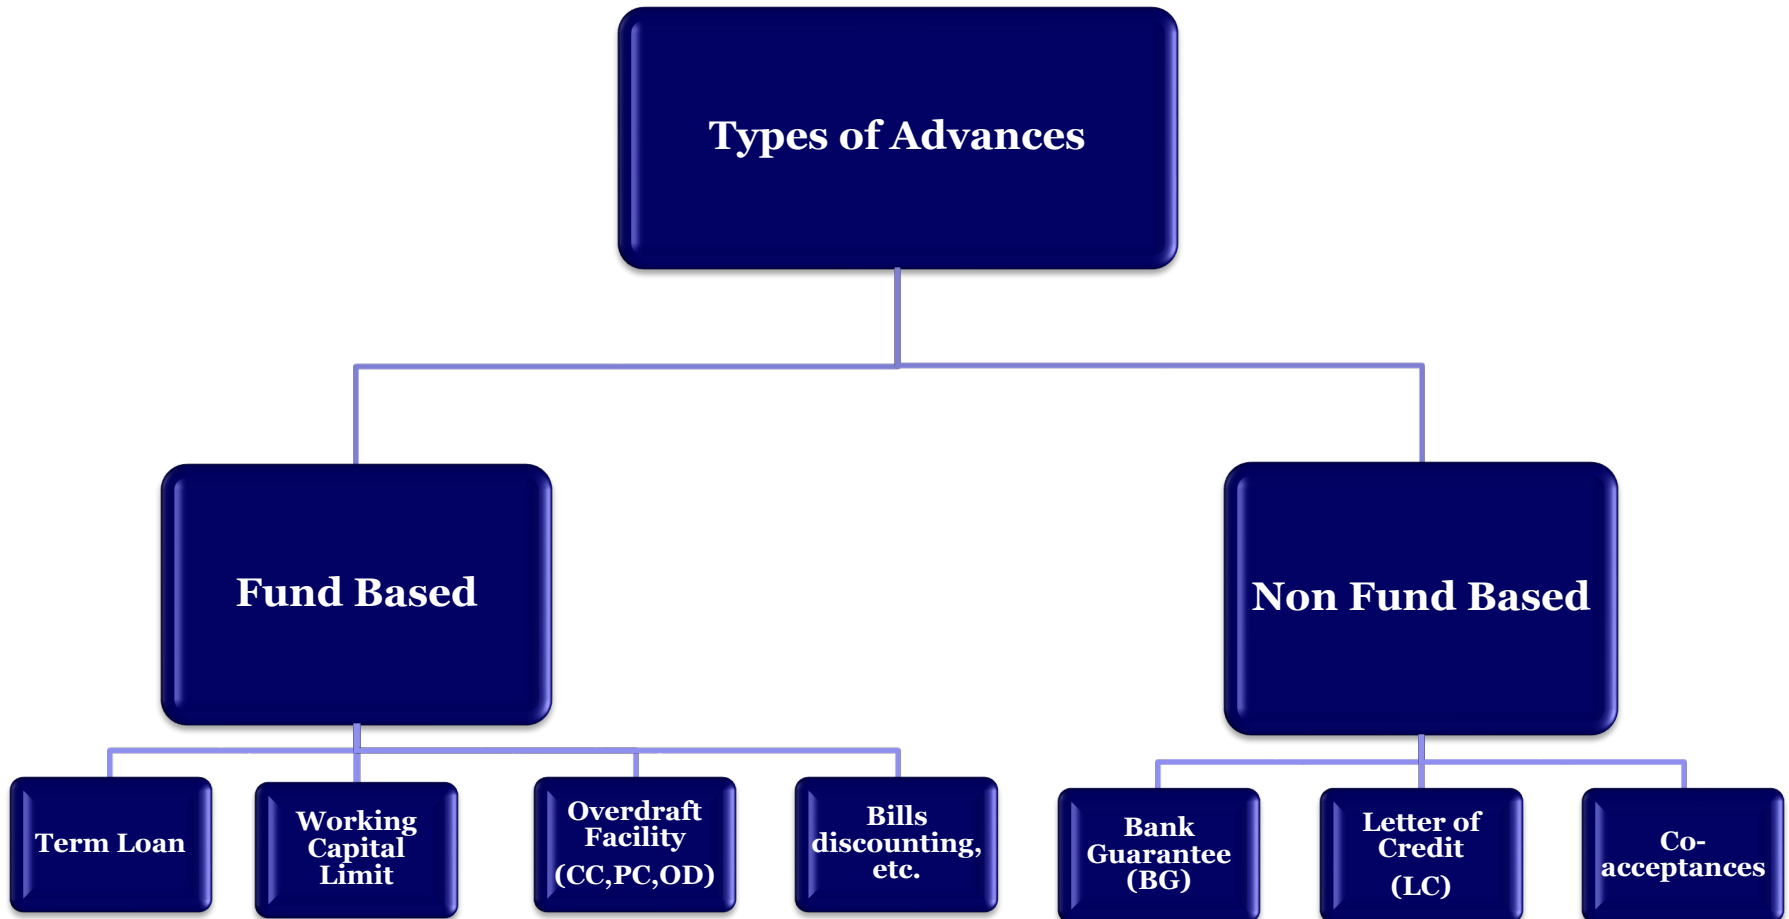 Types of Advances
Fund Based
Non Fund Based
Term Loan
Working
Capital
Limit
Overdraft
Facility
(CC,PC,OD)
Bills
discounting,
etc.
Bank
Guarantee
(BG)
Letter of
Credit
(LC)
Co-
acceptances